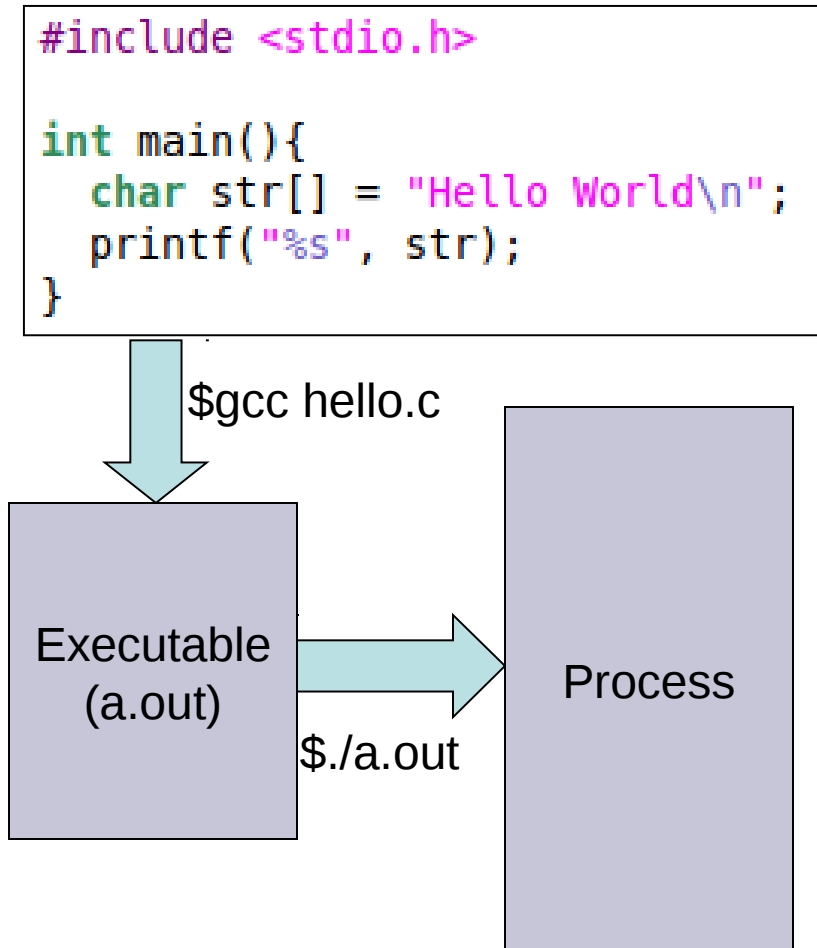 #include <stdio.h>
int main(){
char str[] = "Hello World\n";
printf("%s", str);
}
$gcc hello.c
Executable
(a.out)
$./a.out
Process